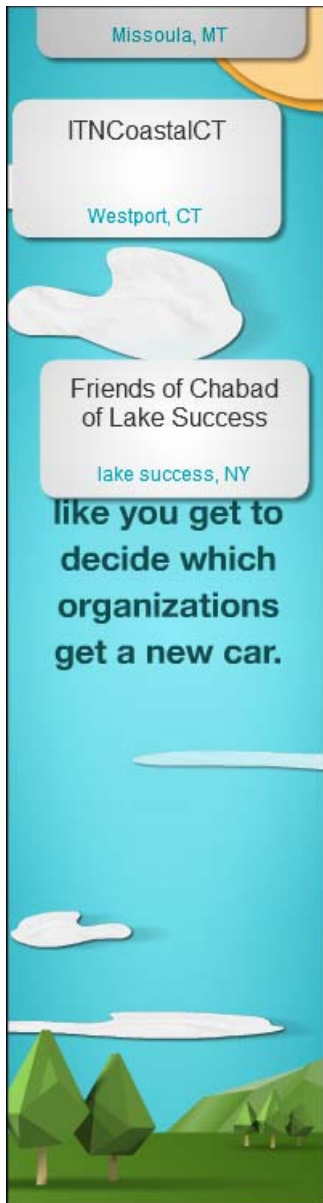 Missoula, MT
ITNCoastalCT
Westport, CT
Friends of Chabad
of Lake Success
lake success, NY
like you get to
decide which
organizations
get a new car.